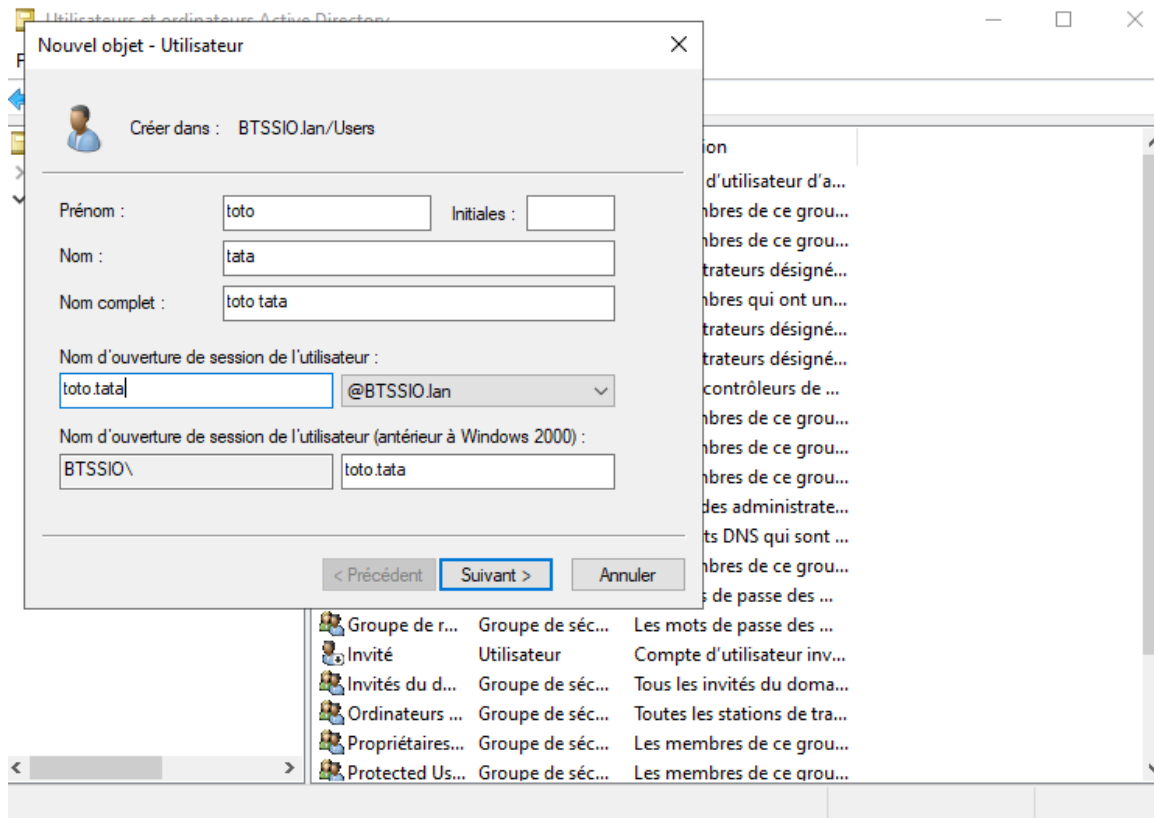 Utilisateurs et ordinateurs Active Directory
Nouvel objet - Utilisateur
Créer dans : BTSSIO.lan/Users
Prénom : toto Initiales :
Nom : tata
Nom complet : toto tata
Nom d'ouverture de session de l'utilisateur :
toto.tata @BTSSIO.lan
Nom d'ouverture de session de l'utilisateur (antérieur à Windows 2000) :
BTSSIO\ toto.tata
< Précédent Suivant > Annuler
ion
d'utilisateur d'a...
mbres de ce grou...
mbres de ce grou...
trateurs désigné...
mbres qui ont un...
trateurs désigné...
trateurs désigné...
contrôleurs de ...
mbres de ce grou...
mbres de ce grou...
mbres de ce grou...
des administrate...
ts DNS qui sont ...
mbres de ce grou...
s de passe des ...
Groupe de r... Groupe de séc... Les mots de passe des ...
Invité Utilisateur Compte d'utilisateur inv...
Invités du d... Groupe de séc... Tous les invités du doma...
Ordinateurs ... Groupe de séc... Toutes les stations de tra...
Propriétaires... Groupe de séc... Les membres de ce grou...
Protected Us... Groupe de séc... Les membres de ce grou...